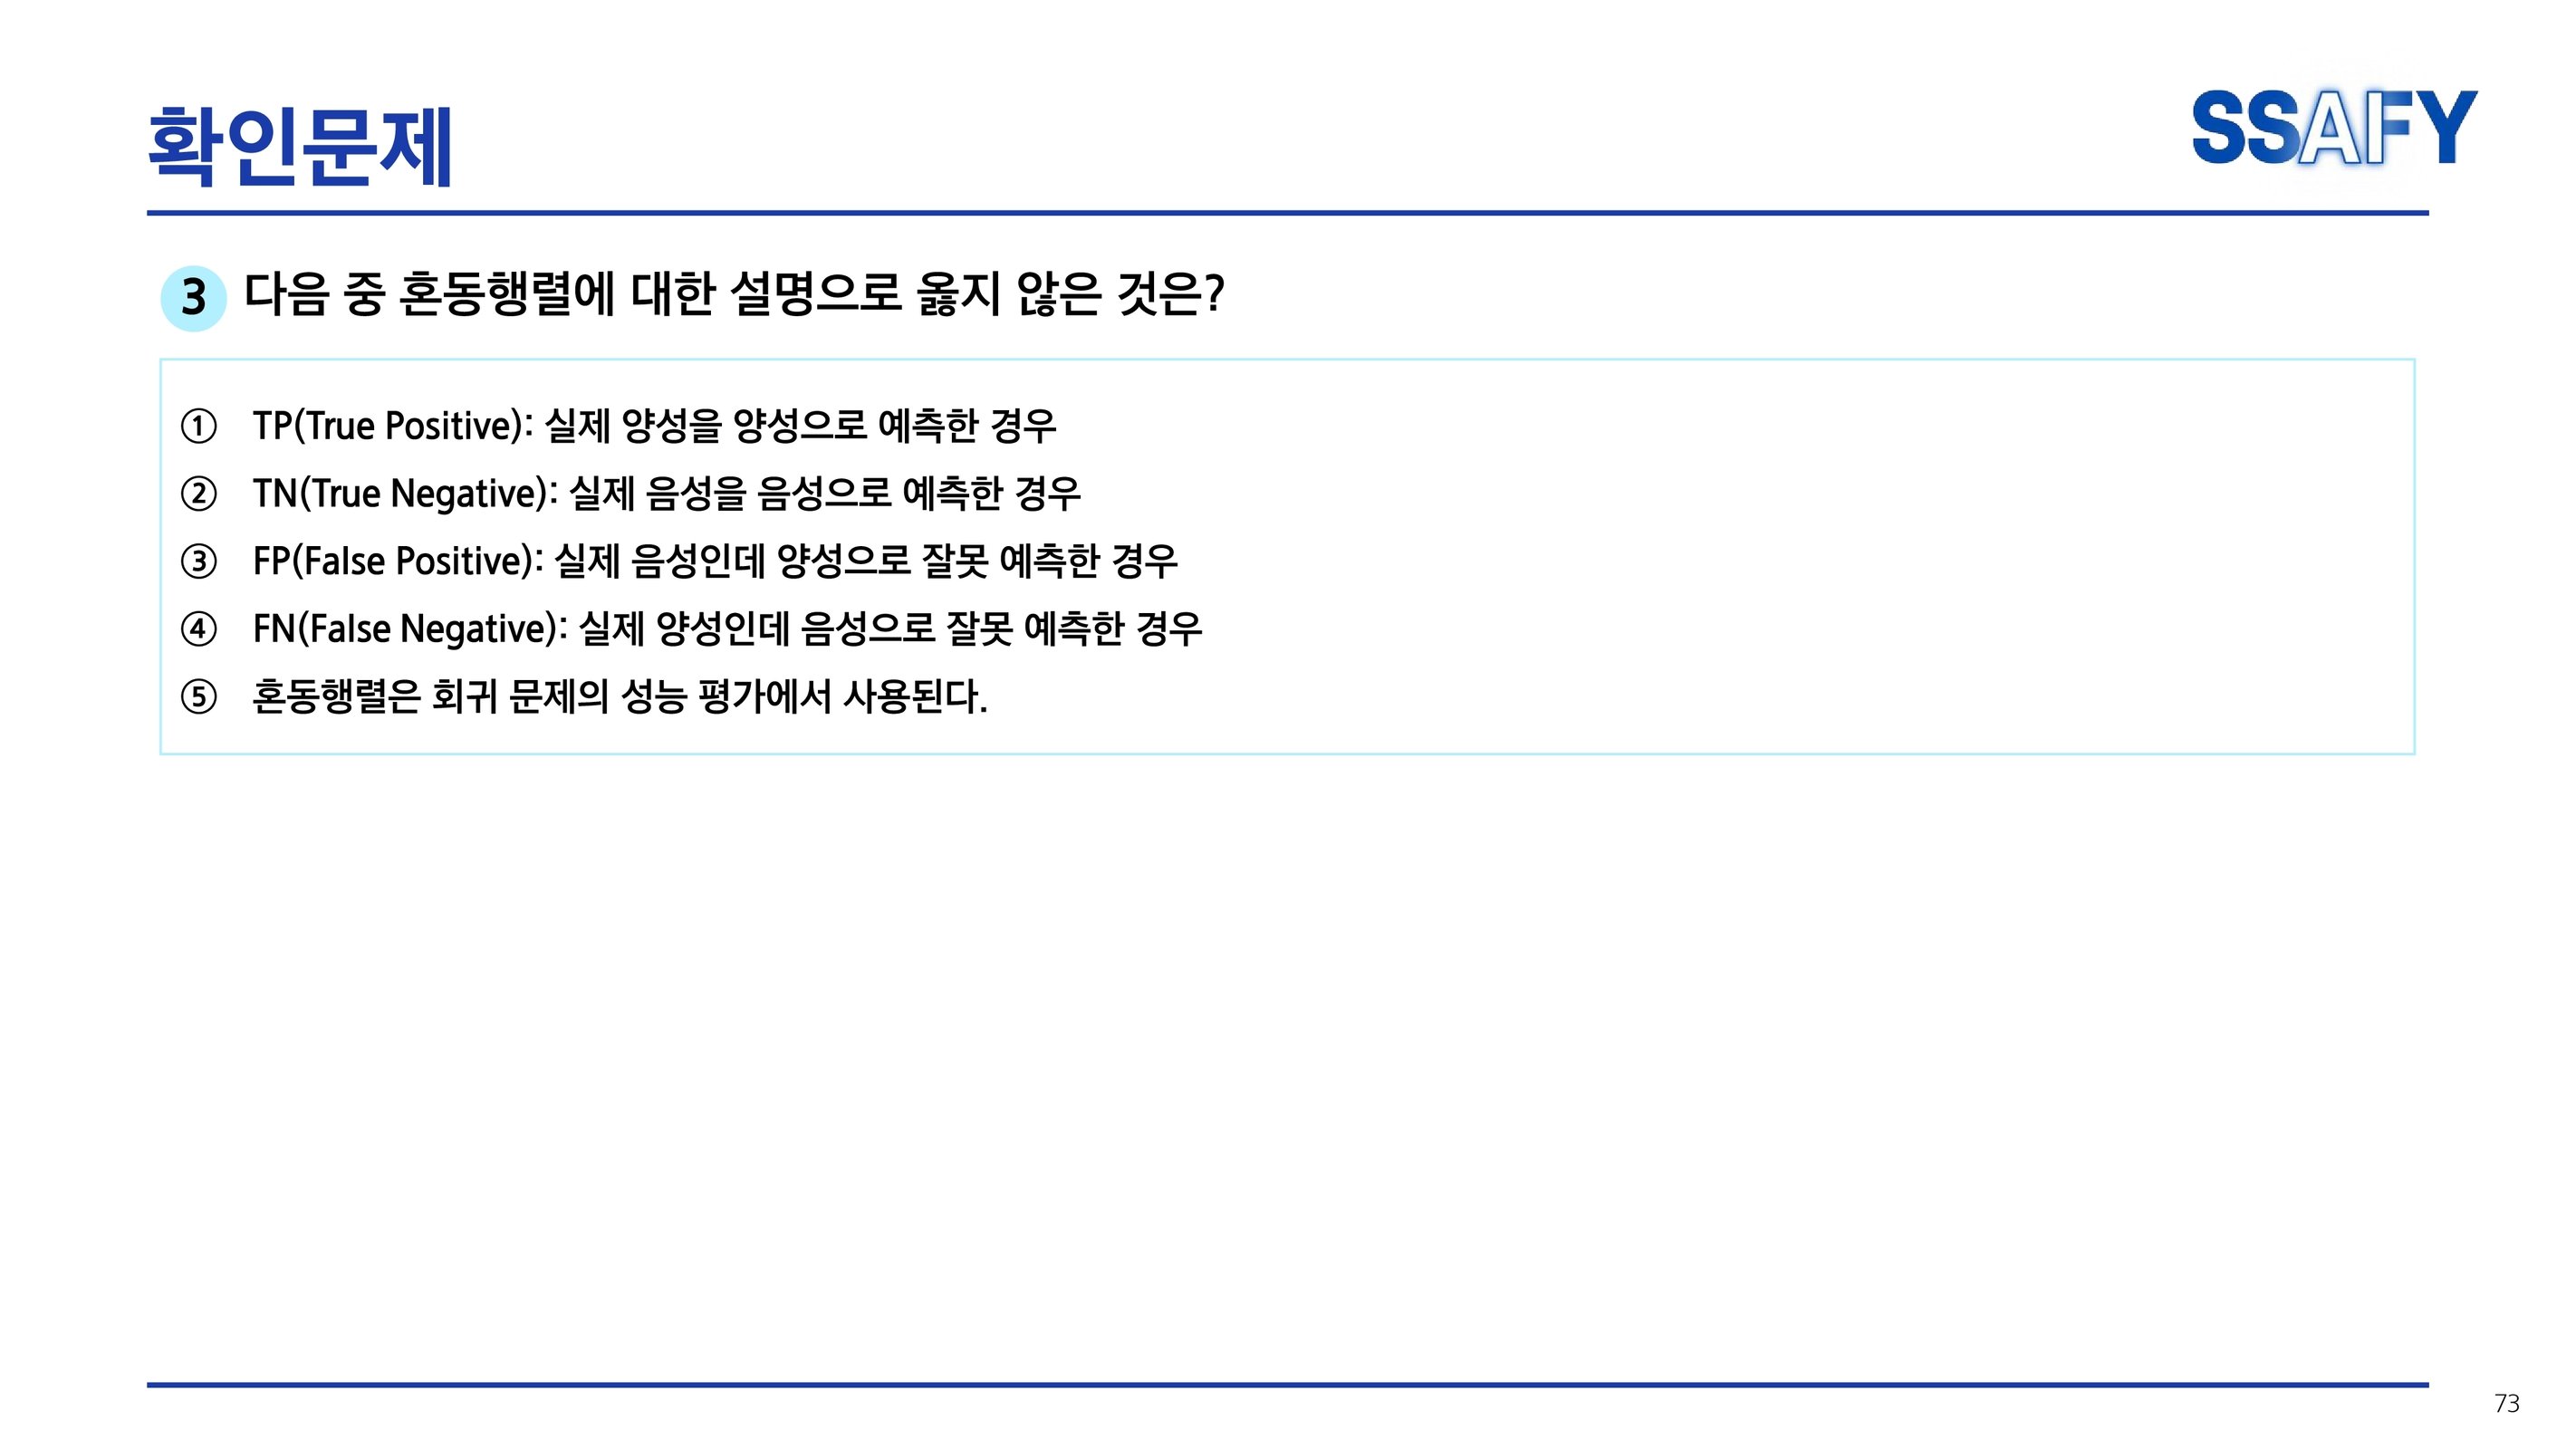 확인문제
SSAFY
3 다음 중 혼동행렬에 대한 설명으로 옳지 않은 것은?
① TP(True Positive): 실제 양성을 양성으로 예측한 경우
② TN(True Negative): 실제 음성을 음성으로 예측한 경우
③ FP(False Positive): 실제 음성인데 양성으로 잘못 예측한 경우
④ FN(False Negative): 실제 양성인데 음성으로 잘못 예측한 경우
⑤ 혼동행렬은 회귀 문제의 성능 평가에서 사용된다.
73